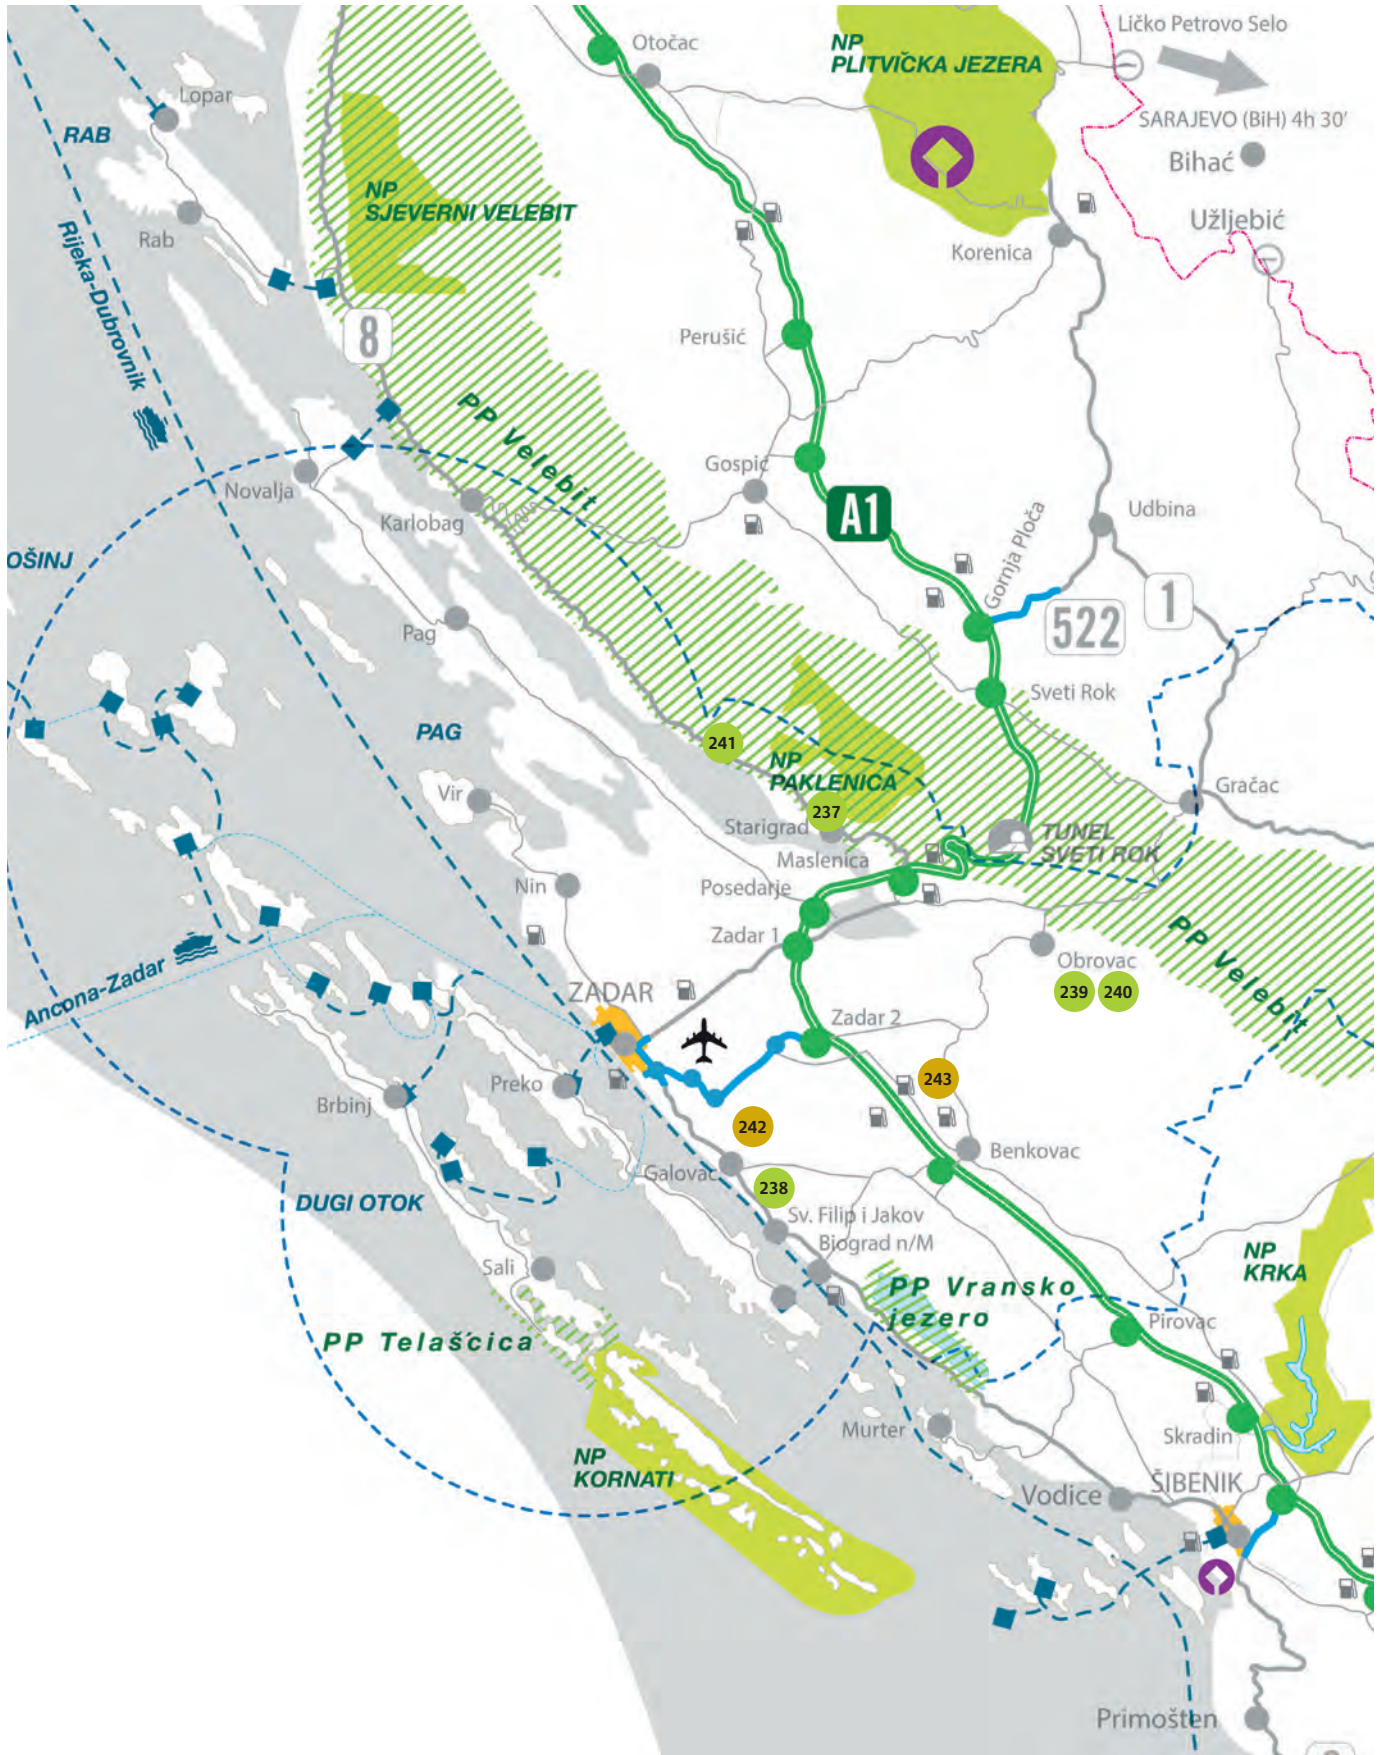 Ličko Petrovo Selo
Otočac
NP
PLITVIČKA JEZERA
Lopar
SARAJEVO (BiH) 4h 30'
RAB
Bihać
NP
SJEVERNI VELEBIT
Užljebić
Rab
Korenica
Rijeka-Dubrovnik
8
Perušić
PP Velebit
Gospić
Novalja
Karlobag
A1
Udbina
Gornja Ploča
OŠINJ
1
522
Pag
Sveti Rok
PAG
241
NP
PAKLENICA
Vir
Gračac
237
Starigrad
TUNEL
SVETI ROK
Maslenica
Nin
Posedarje
Zadar 1
PP Velebit
Obrovac
Ancona-Zadar
ZADAR
239
240
Zadar 2
243
Preko
Brbinj
242
Benkovac
Galovac
238
DUGI OTOK
Sv. Filip i Jakov
Biograd n/M
NP
KRKA
Sali
PP Vransko
jezero
Pirovac
PP Telašćica
Murter
Skradin
NP
KORNATI
ŠIBENIK
Vodice
Primošten